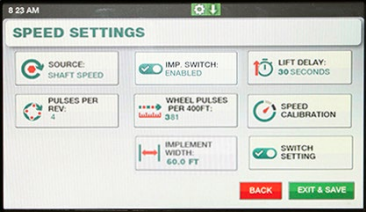 8 23 AM
SPEED SETTINGS
SOURCE:
SHAFT SPEED
IMP. SWITCH:
ENABLED
LIFT DELAY:
30 SECONDS
PULSES PER
REV:
4
WHEEL PULSES
PER 400FT:
381
SPEED
CALIBRATION
IMPLEMENT
WIDTH:
60.0 FT
SWITCH
SETTING
BACK
EXIT & SAVE